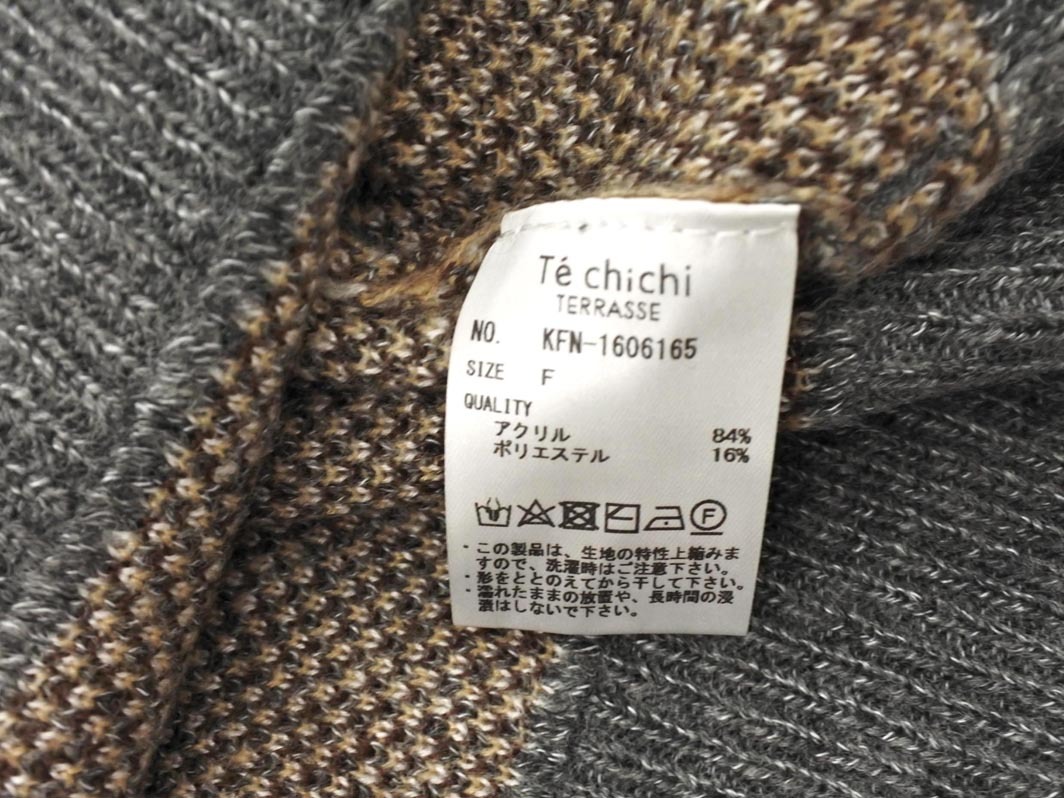 Té chichi
TERRASSE
NO. KFN-1606165
SIZE F
QUALITY
アクリル 84%
ポリエステル 16%
F
・この製品は、生地の特性上縮みま
すので、洗濯時はご注意下さい。
・形をととのえてから干して下さい。
・濡れたままの放置や、長時間の浸
漬はしないで下さい。